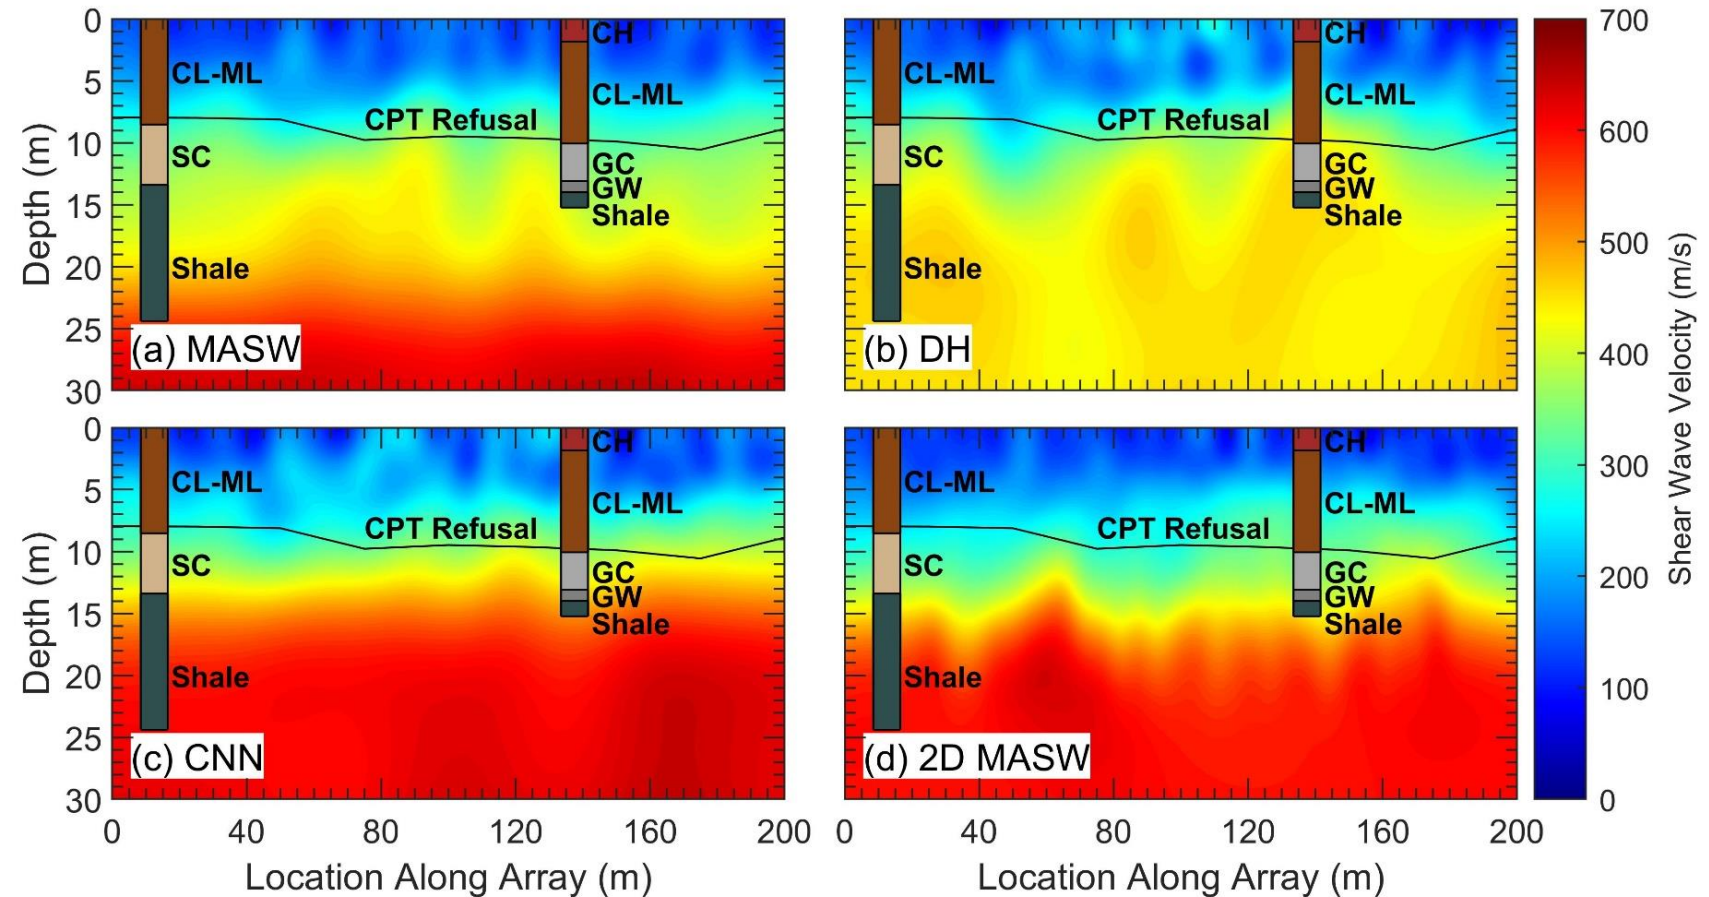 0
5
10
15
20
25
30
Depth (m)
CL-ML
SC
Shale
CPT Refusal
CH
CL-ML
GC
GW
Shale
(a) MASW
CL-ML
SC
Shale
CPT Refusal
CH
CL-ML
GC
GW
Shale
(b) DH
0
5
10
15
20
25
30
Depth (m)
CL-ML
SC
Shale
CPT Refusal
CH
CL-ML
GC
GW
Shale
(c) CNN
0 40 80 120 160 200
Location Along Array (m)
CL-ML
SC
Shale
CPT Refusal
CH
CL-ML
GC
GW
Shale
(d) 2D MASW
0 40 80 120 160 200
Location Along Array (m)
700
600
500
400
300
200
100
0
Shear Wave Velocity (m/s)